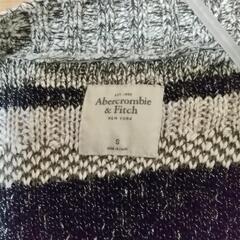 EST. 1892
Abercrombie
& Fitch
NEW YORK
S